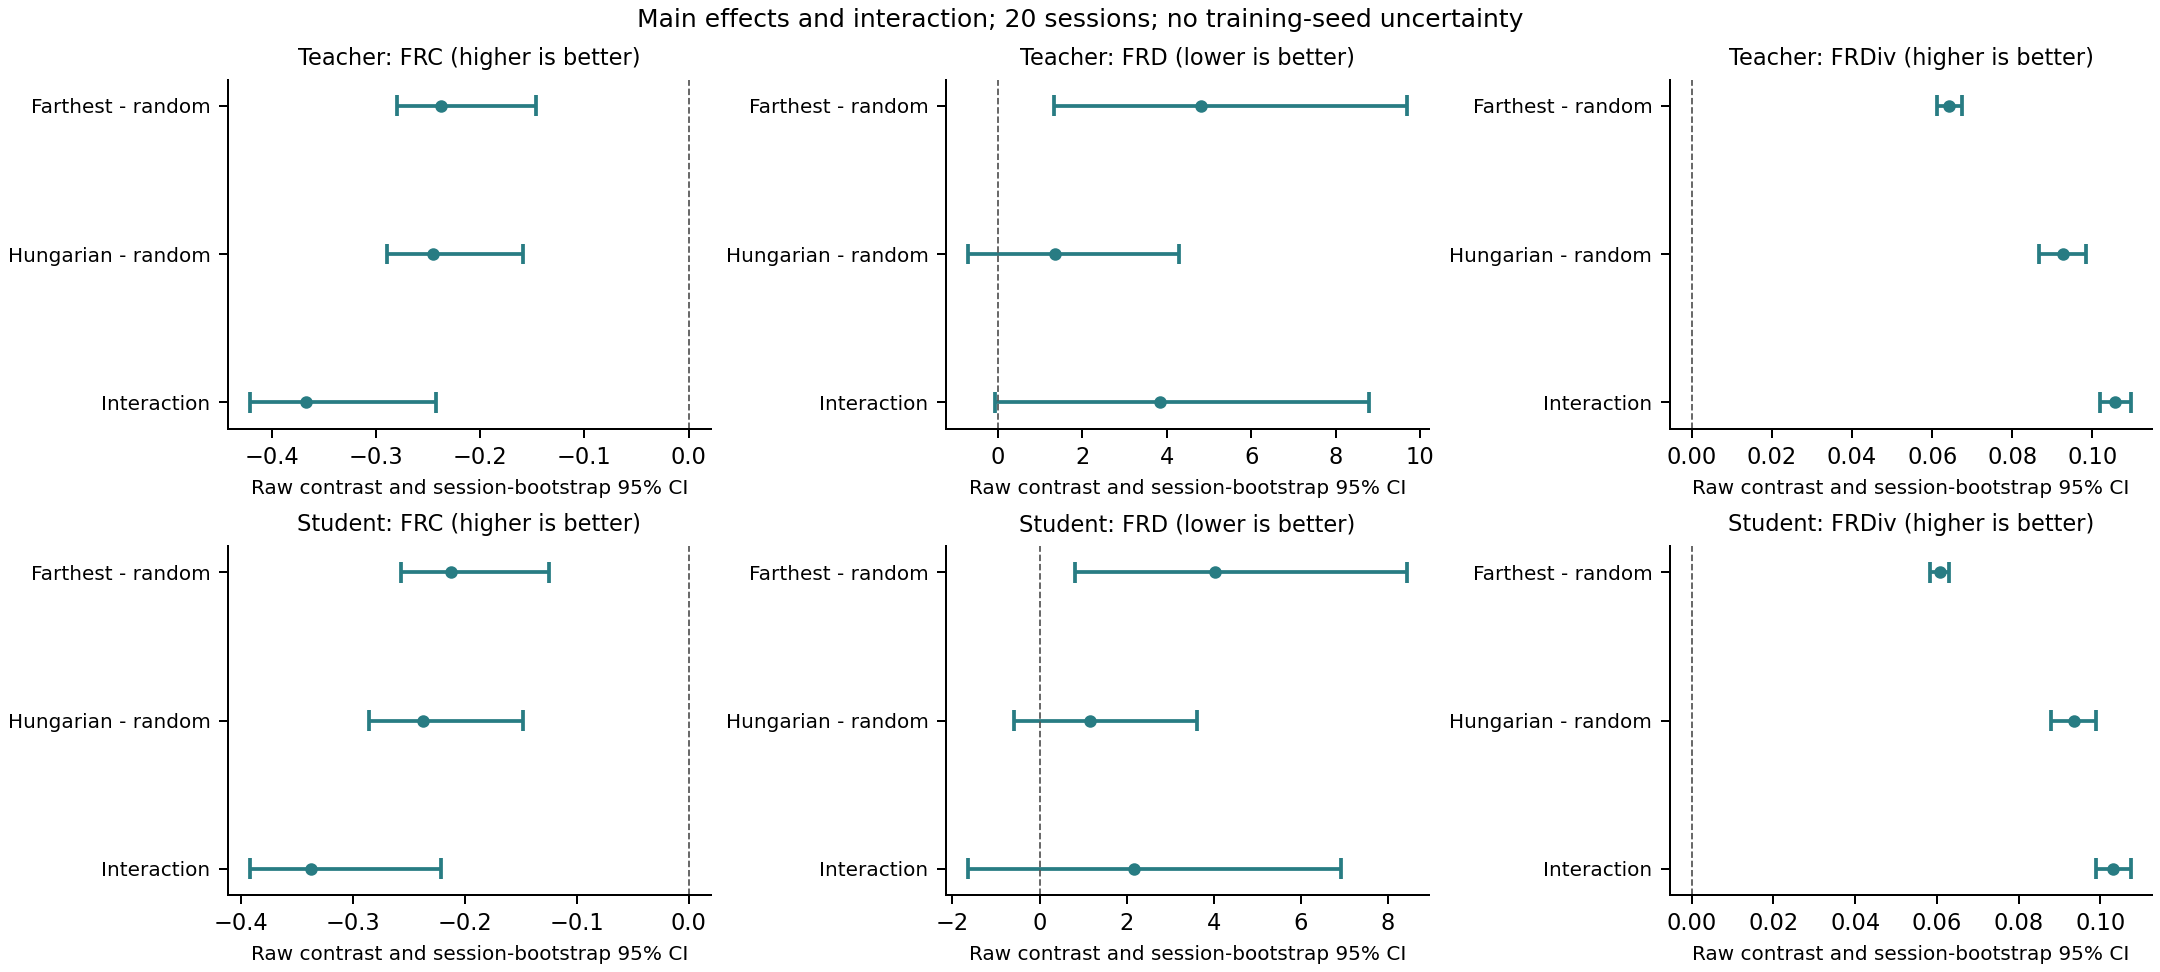 Main effects and interaction; 20 sessions; no training-seed uncertainty
Teacher: FRC (higher is better)
Farthest - random
Hungarian - random
Interaction
−0.4 −0.3 −0.2 −0.1 0.0
Raw contrast and session-bootstrap 95% CI
Teacher: FRD (lower is better)
Farthest - random
Hungarian - random
Interaction
0 2 4 6 8 10
Raw contrast and session-bootstrap 95% CI
Teacher: FRDiv (higher is better)
Farthest - random
Hungarian - random
Interaction
0.00 0.02 0.04 0.06 0.08 0.10
Raw contrast and session-bootstrap 95% CI
Student: FRC (higher is better)
Farthest - random
Hungarian - random
Interaction
−0.4 −0.3 −0.2 −0.1 0.0
Raw contrast and session-bootstrap 95% CI
Student: FRD (lower is better)
Farthest - random
Hungarian - random
Interaction
−2 0 2 4 6 8
Raw contrast and session-bootstrap 95% CI
Student: FRDiv (higher is better)
Farthest - random
Hungarian - random
Interaction
0.00 0.02 0.04 0.06 0.08 0.10
Raw contrast and session-bootstrap 95% CI